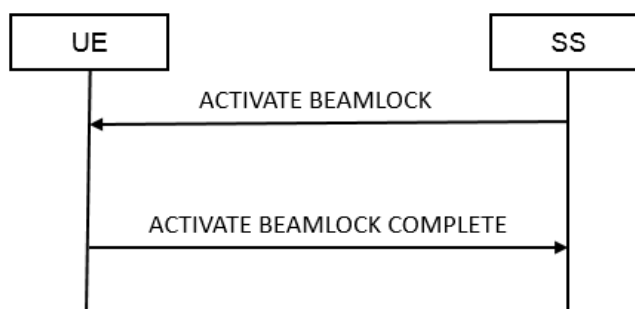 UE
SS
ACTIVATE BEAMLOCK
ACTIVATE BEAMLOCK COMPLETE